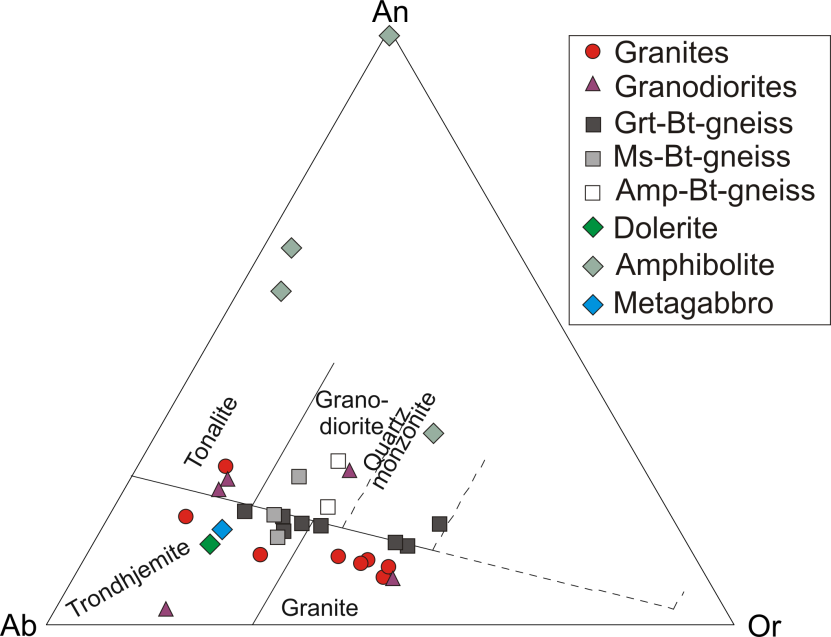 An
Granites
Granodiorites
Grt-Bt-gneiss
Ms-Bt-gneiss
Amp-Bt-gneiss
Dolerite
Amphibolite
Metagabbro
Tonalite
Grano-
diorite
Quartz
monzonite
Trondhjemite
Granite
Ab
Or